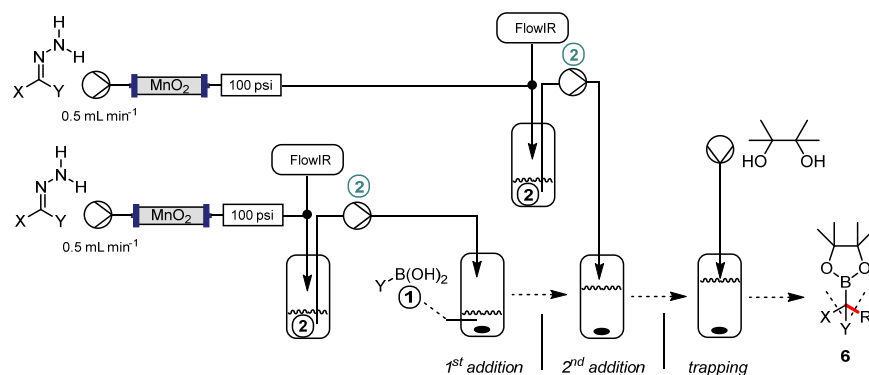 H
N
H
N
X
Y
MnO2
100 psi
0.5 mL min-1
FlowIR
2
2
HO
OH
H
N
H
N
X
Y
MnO2
100 psi
0.5 mL min-1
FlowIR
2
2
Y
B(OH)2
1
O
O
B
X
Y
R
6
1st addition
2nd addition
trapping